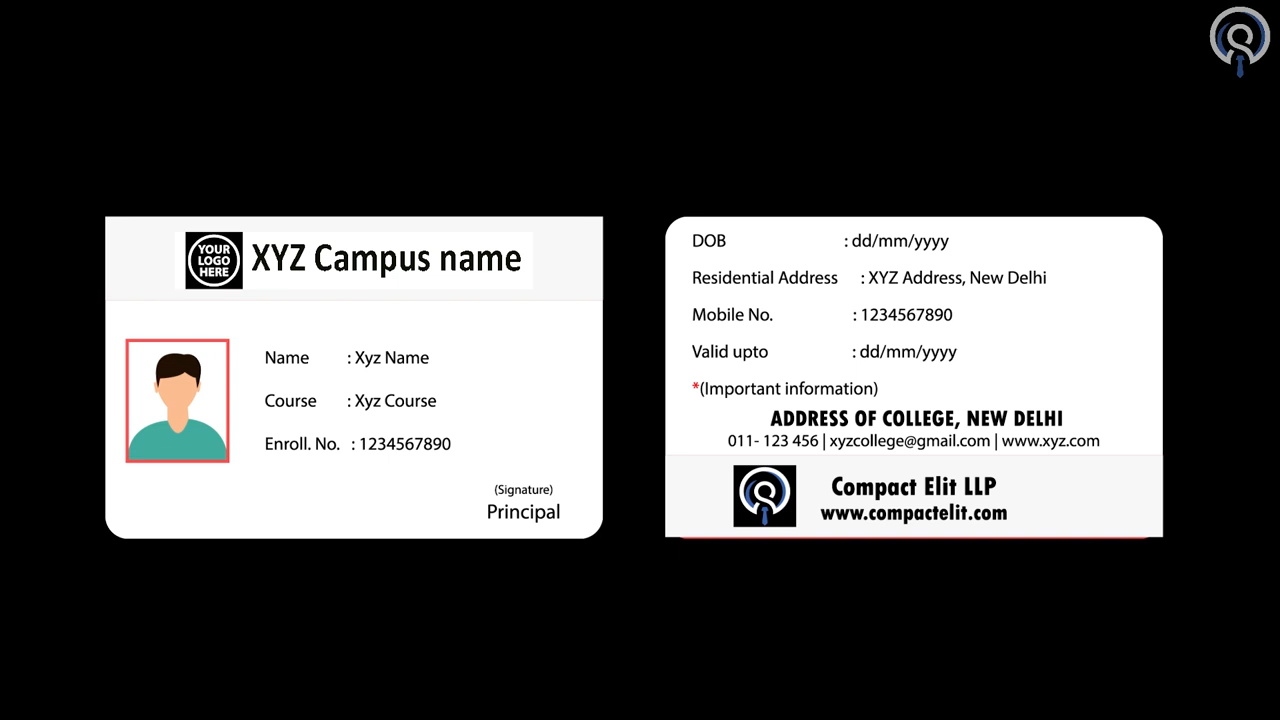 YOUR
LOGO
HERE
XYZ Campus name
Name : Xyz Name
Course : Xyz Course
Enroll. No. : 1234567890
(Signature)
Principal
DOB : dd/mm/yyyy
Residential Address : XYZ Address, New Delhi
Mobile No. : 1234567890
Valid upto : dd/mm/yyyy
*(Important information)
ADDRESS OF COLLEGE, NEW DELHI
011- 123 456 | xyzcollege@gmail.com | www.xyz.com
Compact Elit LLP
www.compactelit.com